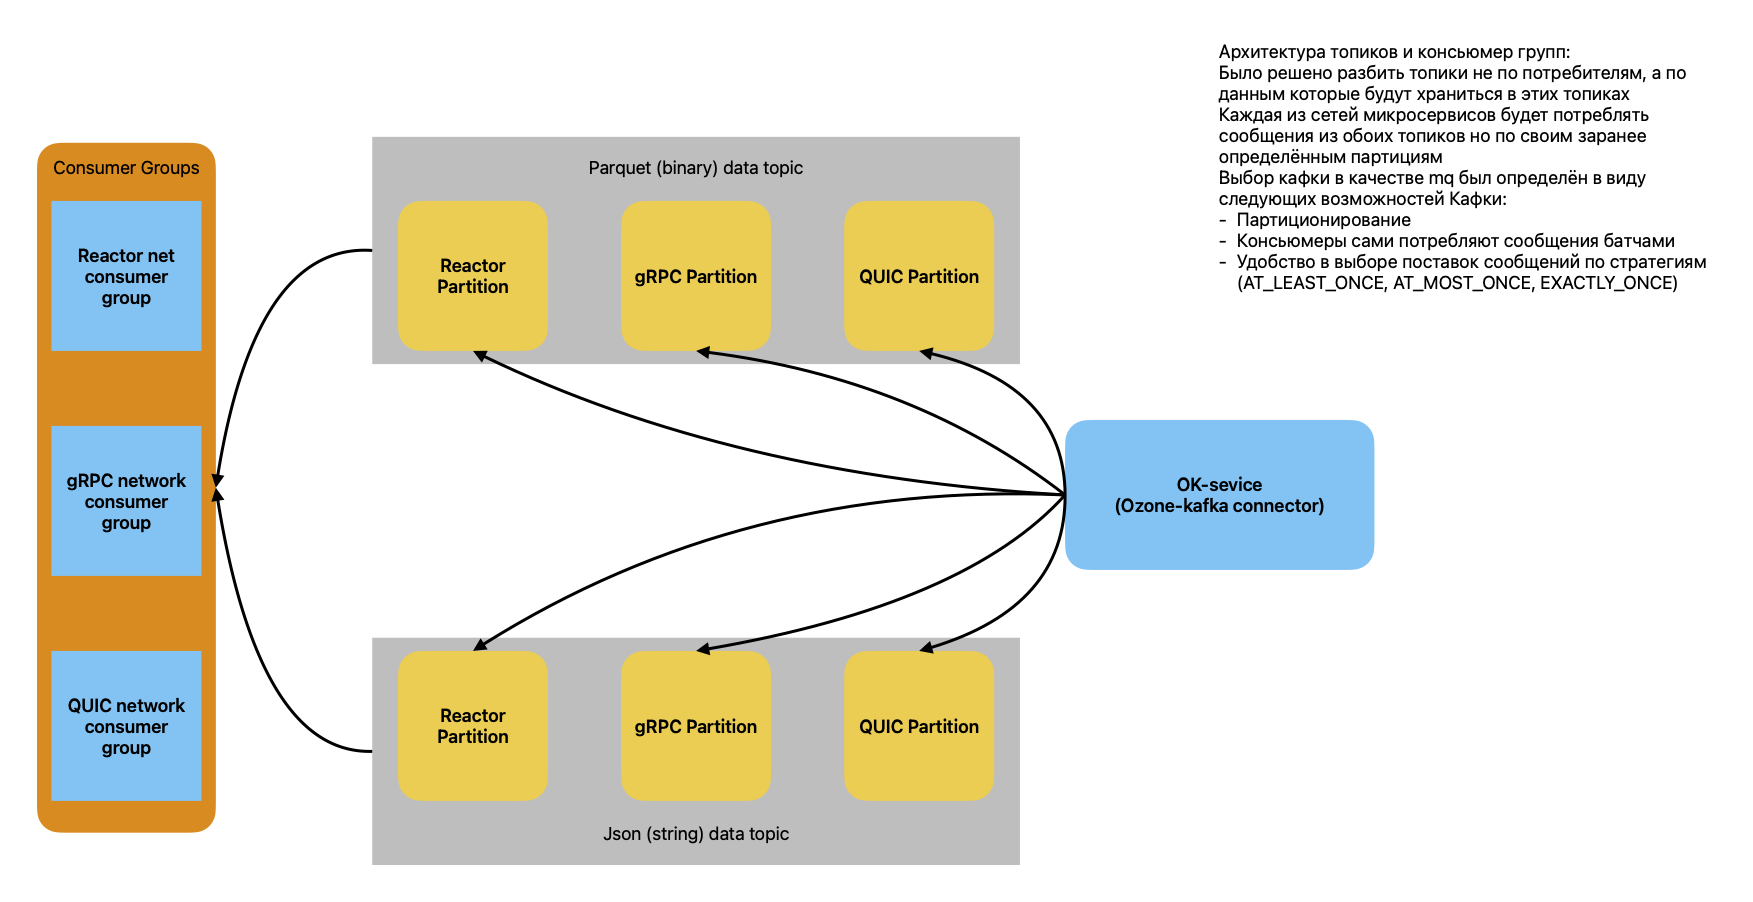 Архитектура топиков и консьюмер групп:
Было решено разбить топики не по потребителям, а по
данным которые будут храниться в этих топиках
Каждая из сетей микросервисов будет потреблять
сообщения из обоих топиков но по своим заранее
определённым партициям
Выбор кафки в качестве mq был определён в виду
следующих возможностей Кафки:
- Партиционирование
- Консьюмеры сами потребляют сообщения батчами
- Удобство в выборе поставок сообщений по стратегиям
(AT_LEAST_ONCE, AT_MOST_ONCE, EXACTLY_ONCE)
Consumer Groups
Reactor net
consumer
group
gRPC network
consumer
group
QUIC network
consumer
group
Parquet (binary) data topic
Reactor
Partition
gRPC Partition
QUIC Partition
OK-sevice
(Ozone-kafka connector)
Reactor
Partition
gRPC Partition
QUIC Partition
Json (string) data topic